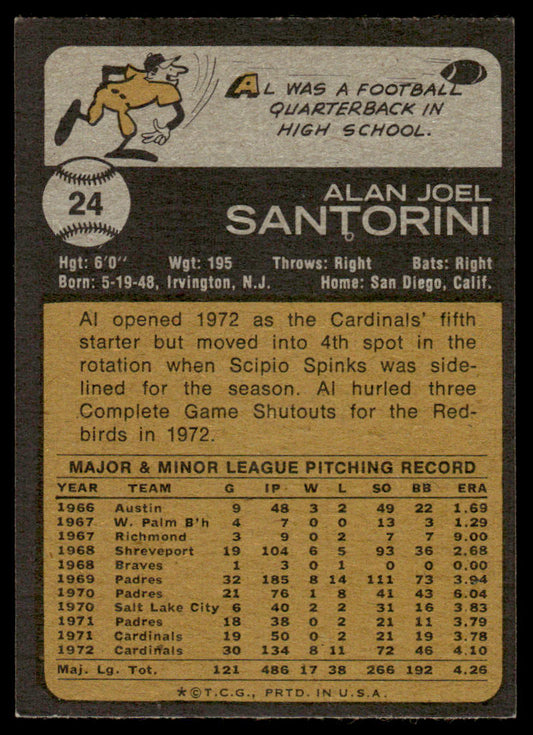 AL WAS A FOOTBALL
QUARTERBACK IN
HIGH SCHOOL.
24
ALAN JOEL
SANTORINI
Hgt: 6'0" Wgt: 195 Throws: Right Bats: Right
Born: 5-19-48, Irvington, N.J. Home: San Diego, Calif.
Al opened 1972 as the Cardinals' fifth
starter but moved into 4th spot in the
rotation when Scipio Spinks was side-
lined for the season. Al hurled three
Complete Game Shutouts for the Red-
birds in 1972.
MAJOR & MINOR LEAGUE PITCHING RECORD
YEAR TEAM G IP W L SO BB ERA
1966 Austin 9 48 3 2 49 22 1.69
1967 W. Palm B'h 4 7 0 0 13 3 1.29
1967 Richmond 3 9 0 2 7 7 9.00
1968 Shreveport 19 104 6 5 93 36 2.68
1968 Braves 1 3 0 1 0 0 0.00
1969 Padres 32 185 8 14 111 73 3.94
1970 Padres 21 76 1 8 41 43 6.04
1970 Salt Lake City 6 40 2 2 31 16 3.83
1971 Padres 18 38 0 2 21 11 3.79
1971 Cardinals 19 50 0 2 21 19 3.78
1972 Cardinals 30 134 8 11 72 46 4.10
Maj. Lg. Tot. 121 486 17 38 266 192 4.26
*©T.C.G., PRTD. IN U.S.A.